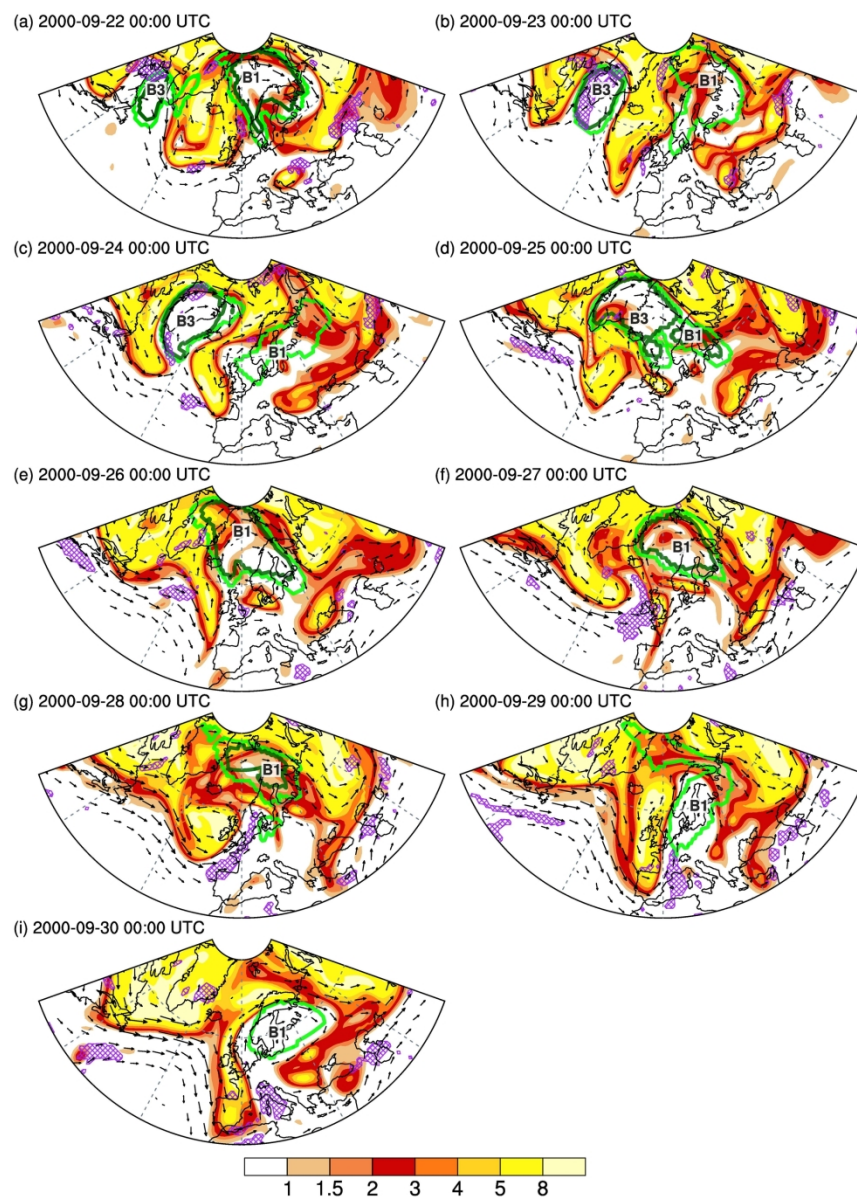 (a) 2000-09-22 00:00 UTC
(b) 2000-09-23 00:00 UTC
B3
B1
B3
B1
(c) 2000-09-24 00:00 UTC
(d) 2000-09-25 00:00 UTC
B3
B1
B3
B1
(e) 2000-09-26 00:00 UTC
(f) 2000-09-27 00:00 UTC
B1
B1
(g) 2000-09-28 00:00 UTC
(h) 2000-09-29 00:00 UTC
B1
B1
(i) 2000-09-30 00:00 UTC
B1
1 1.5 2 3 4 5 8